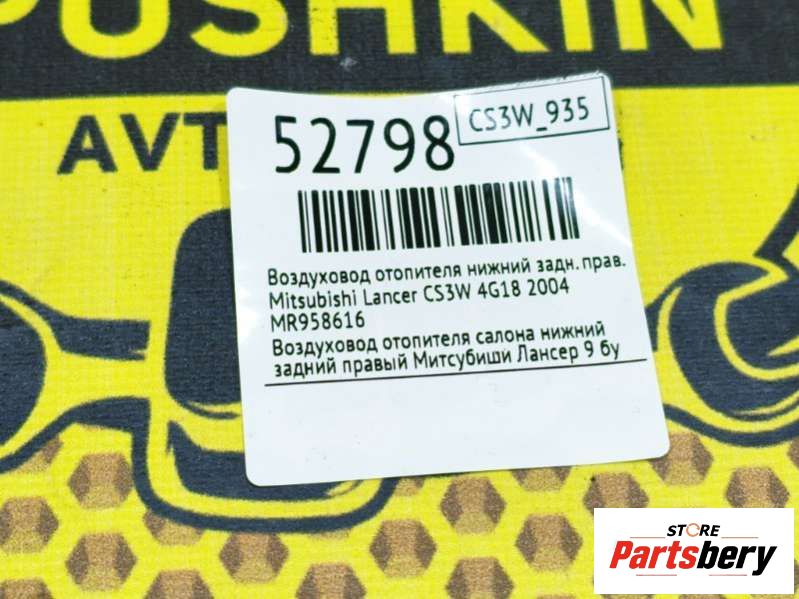 PUSHKIN
АVТ
52798
CS3W_935
Воздуховод отопителя нижний задн. прав.
Mitsubishi Lancer CS3W 4G18 2004
MR958616
Воздуховод отопителя салона нижний
задний правый Митсубиши Лансер 9 бу
STORE
Partsbery